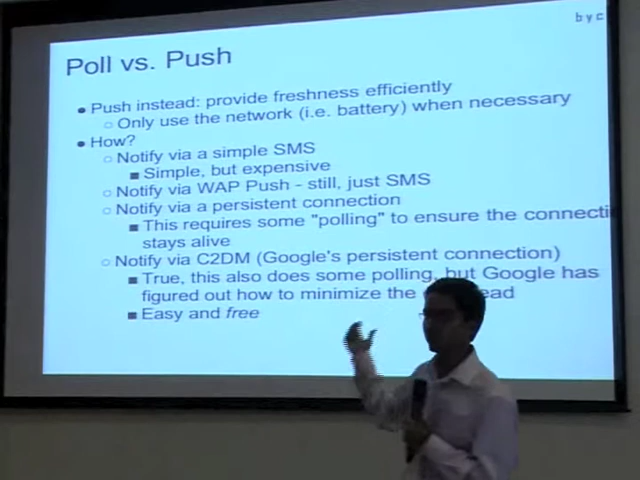 b y c
Poll vs. Push
● Push instead: provide freshness efficiently
○ Only use the network (i.e. battery) when necessary
● How?
○ Notify via a simple SMS
■ Simple, but expensive
○ Notify via WAP Push - still, just SMS
○ Notify via a persistent connection
■ This requires some "polling" to ensure the connecti
stays alive
○ Notify via C2DM (Google's persistent connection)
■ True, this also does some polling, but Google has
figured out how to minimize the ead
■ Easy and free